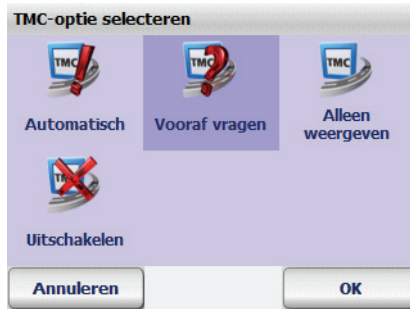 TMC-optie selecteren
TMC TMC TMC
Automatisch Vooraf vragen Alleen weergeven
TMC
Uitschakelen
Annuleren OK